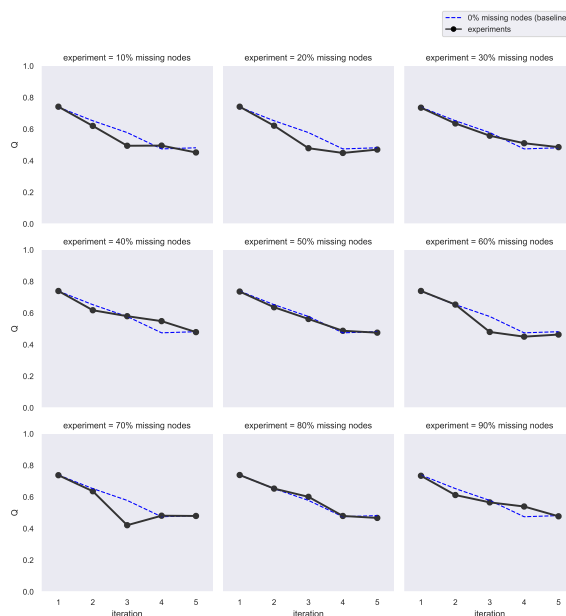 0% missing nodes (baseline
experiments
experiment = 10% missing nodes
experiment = 20% missing nodes
experiment = 30% missing nodes
1.0
0.8
0.6
0.4
0.2
0.0
Q
experiment = 40% missing nodes
experiment = 50% missing nodes
experiment = 60% missing nodes
1.0
0.8
0.6
0.4
0.2
0.0
Q
experiment = 70% missing nodes
experiment = 80% missing nodes
experiment = 90% missing nodes
1.0
0.8
0.6
0.4
0.2
0.0
Q
1 2 3 4 5
1 2 3 4 5
1 2 3 4 5
iteration
iteration
iteration